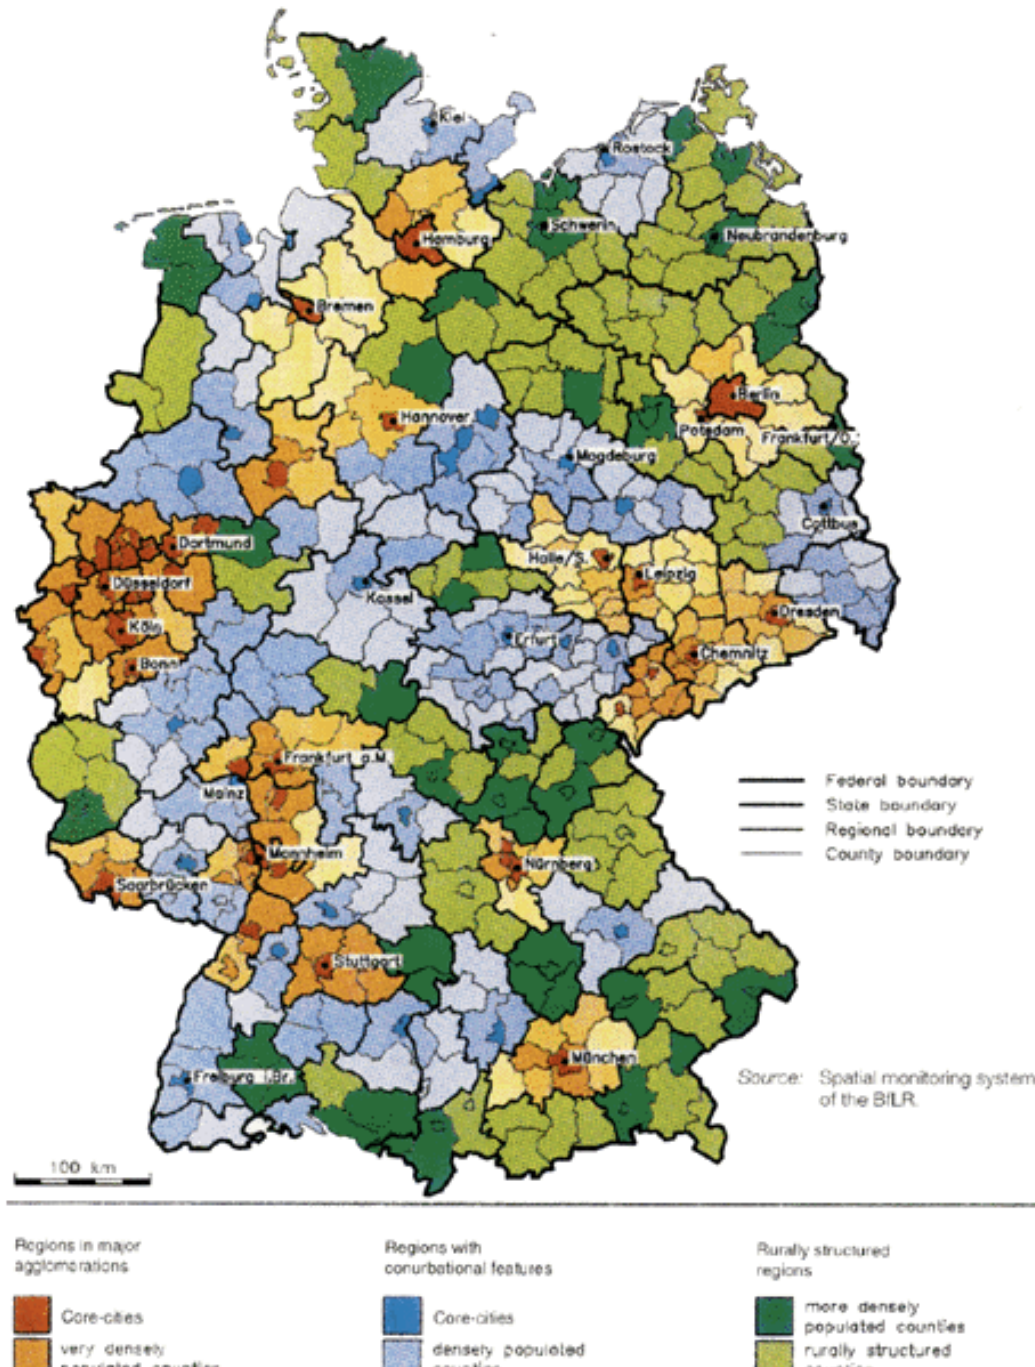 Kiel
Rostock
Schwerin
Hamburg
Neubrandenburg
Bremen
Berlin
Hannover
Potsdam
Frankfurt/O.
Magdeburg
Cottbus
Dortmund
Halle/S.
Leipzig
Düsseldorf
Kassel
Dresden
Köln
Erfurt
Chemnitz
Bonn
Frankfurt a.M.
Mainz
Federal boundary
State boundary
Regional boundary
County boundary
Mannheim
Nürnberg
Saarbrücken
Stuttgart
München
Freiburg i.Br.
Source: Spatial monitoring system
of the BfLR.
100 km
Regions in major
agglomerations
Core-cities
very densely
populated counties
Regions with
conurbational features
Core-cities
densely populated
counties
Rurally structured
regions
more densely
populated counties
rurally structured